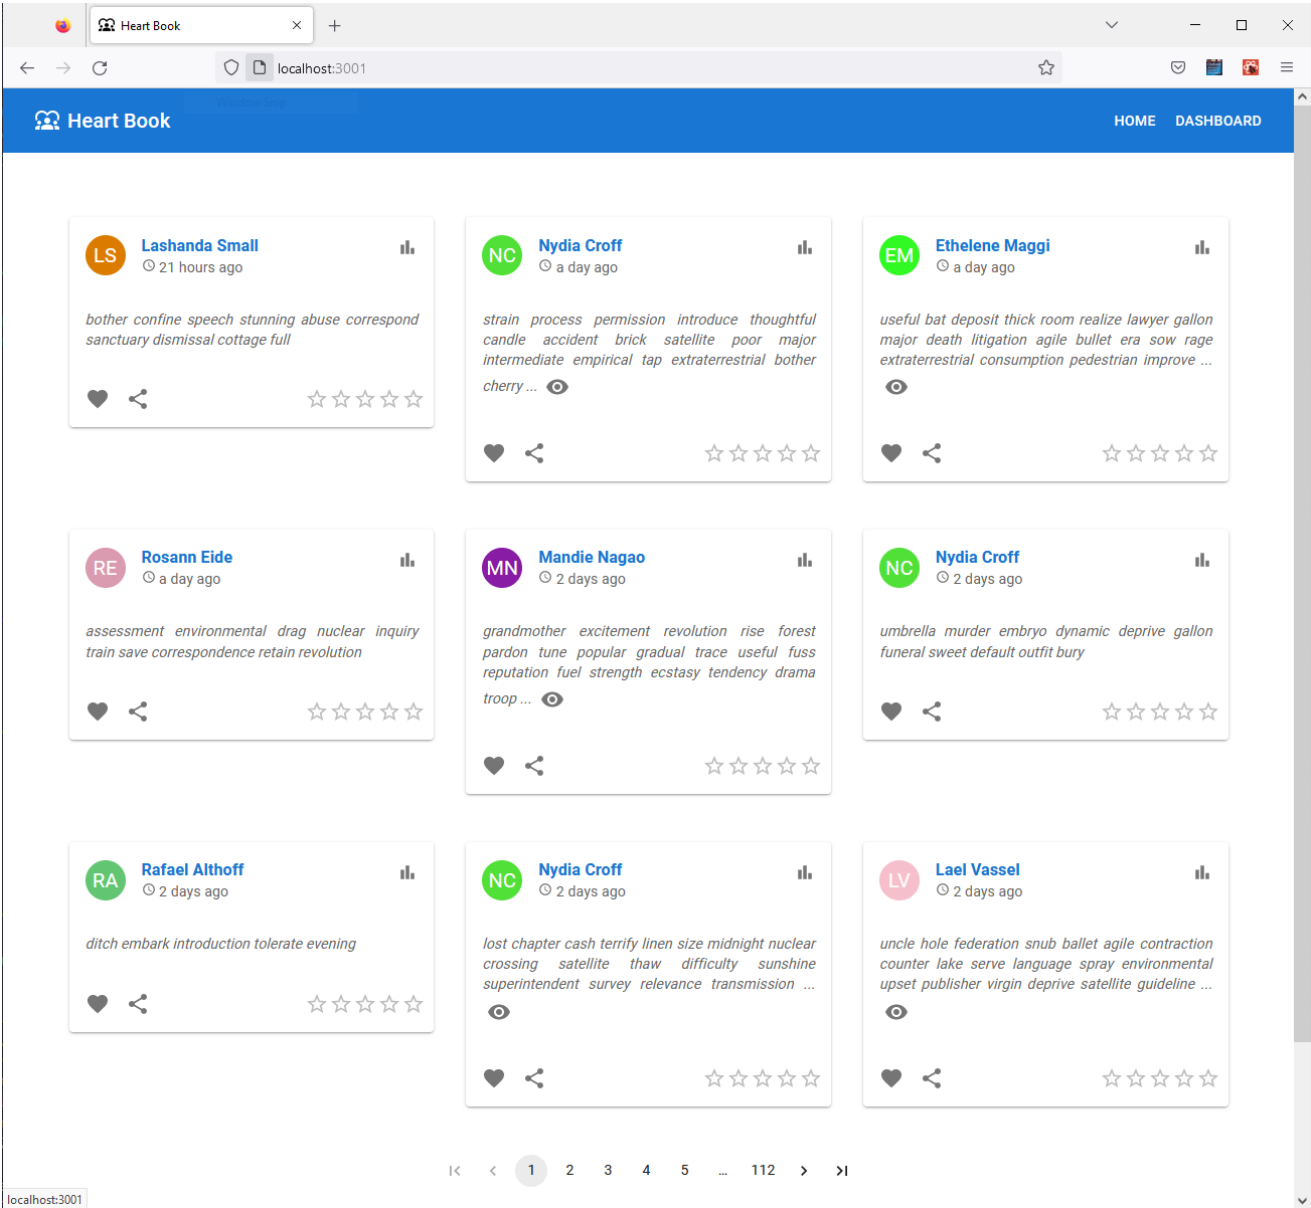 Heart Book
localhost:3001
Heart Book
HOME DASHBOARD
LS Lashanda Small
21 hours ago
bother confine speech stunning abuse correspond
sanctuary dismissal cottage full
NC Nydia Croff
a day ago
strain process permission introduce thoughtful
candle accident brick satellite poor major
intermediate empirical tap extraterrestrial bother
cherry ...
EM Ethelene Maggi
a day ago
useful bat deposit thick room realize lawyer gallon
major death litigation agile bullet era sow rage
extraterrestrial consumption pedestrian improve ...
RE Rosann Eide
a day ago
assessment environmental drag nuclear inquiry
train save correspondence retain revolution
MN Mandie Nagao
2 days ago
grandmother excitement revolution rise forest
pardon tune popular gradual trace useful fuss
reputation fuel strength ecstasy tendency drama
troop ...
NC Nydia Croff
2 days ago
umbrella murder embryo dynamic deprive gallon
funeral sweet default outfit bury
RA Rafael Althoff
2 days ago
ditch embark introduction tolerate evening
NC Nydia Croff
2 days ago
lost chapter cash terrify linen size midnight nuclear
crossing satellite thaw difficulty sunshine
superintendent survey relevance transmission ...
LV Lael Vassel
2 days ago
uncle hole federation snub ballet agile contraction
counter lake serve language spray environmental
upset publisher virgin deprive satellite guideline ...
1 2 3 4 5 ... 112
localhost:3001